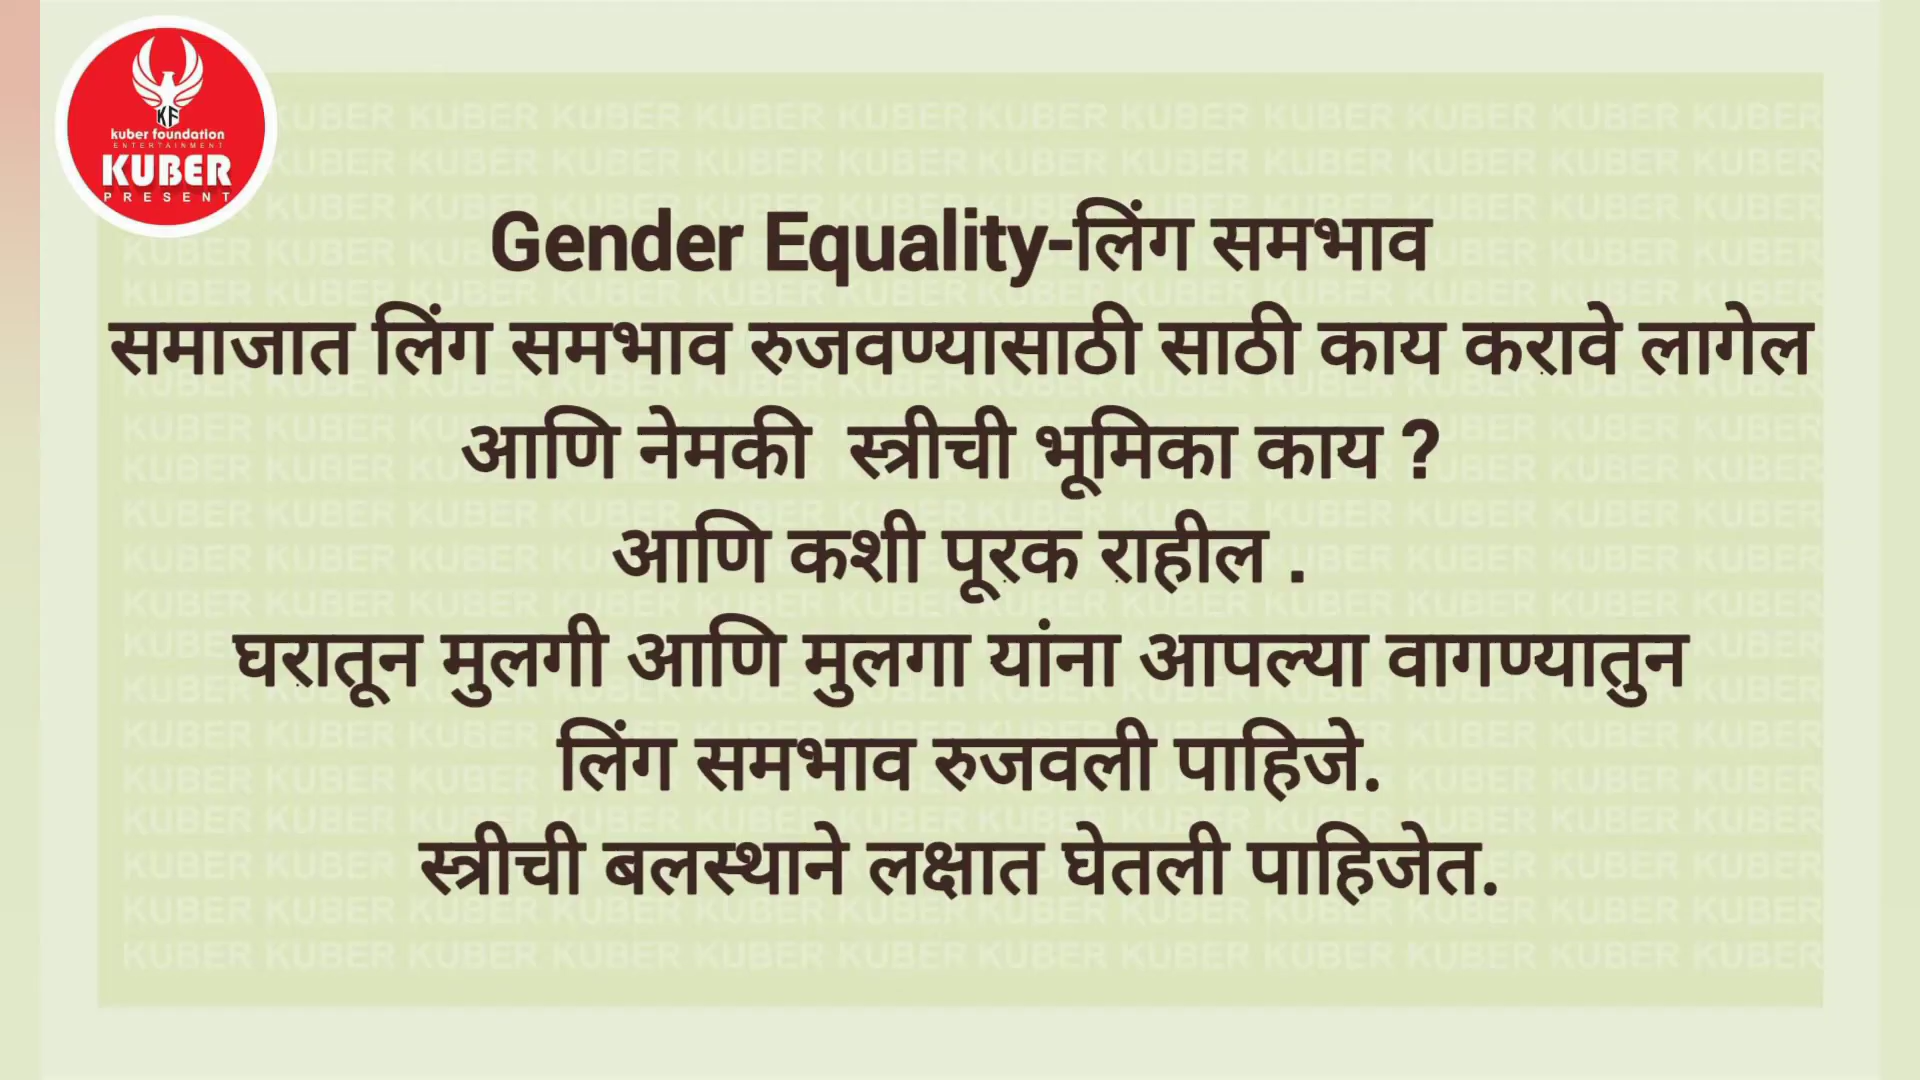 kuber foundation
ENTERTAINMENT
KUBER
PRESENT
Gender Equality-लिंग समभाव
समाजात लिंग समभाव रुजवण्यासाठी साठी काय करावे लागेल
आणि नेमकी स्त्रीची भूमिका काय ?
आणि कशी पूरक राहील .
घरातून मुलगी आणि मुलगा यांना आपल्या वागण्यातुन
लिंग समभाव रुजवली पाहिजे.
स्त्रीची बलस्थाने लक्षात घेतली पाहिजेत.